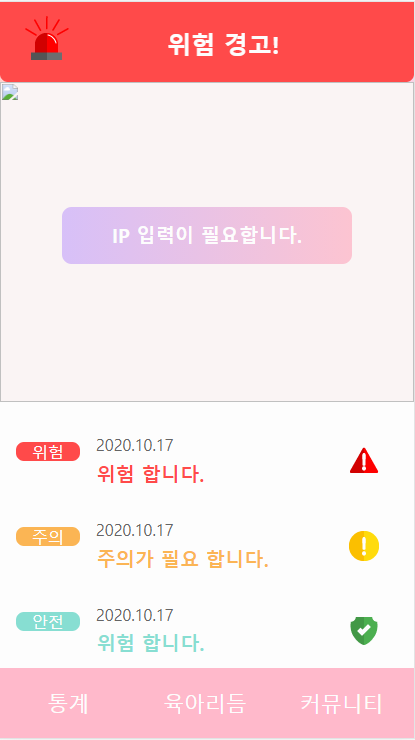 위험 경고!
IP 입력이 필요합니다.
위험
2020.10.17
위험 합니다.
주의
2020.10.17
주의가 필요 합니다.
안전
2020.10.17
위험 합니다.
통계 육아리듬 커뮤니티